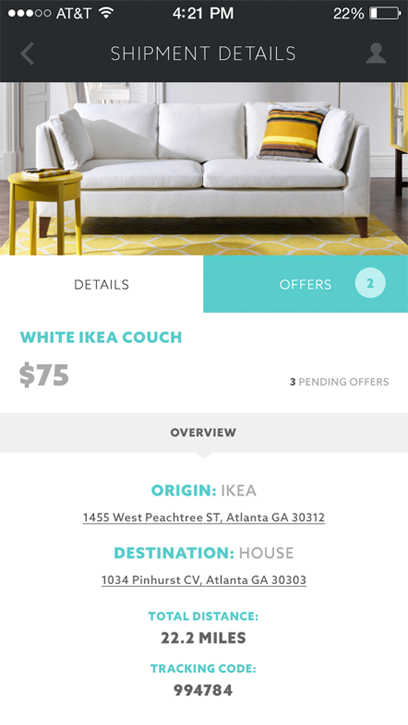 AT&T 4:21 PM 22%
SHIPMENT DETAILS
DETAILS OFFERS 2
WHITE IKEA COUCH
$75 3 PENDING OFFERS
OVERVIEW
ORIGIN: IKEA
1455 West Peachtree ST, Atlanta GA 30312
DESTINATION: HOUSE
1034 Pinhurst CV, Atlanta GA 30303
TOTAL DISTANCE:
22.2 MILES
TRACKING CODE:
994784